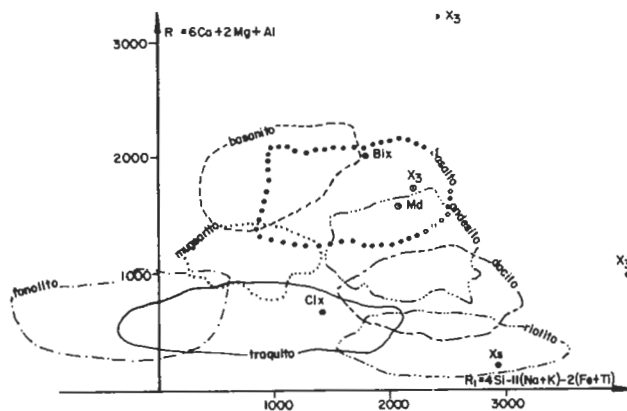 X3
3000
R =6Ca+2Mg+Al
basanito
2000
Bix
basalto
X3
Md
andesito
mugearito
1000
dacito
X3
fonolito
Clx
riolito
traquito
Xs
R1=4Si-11(Na+K)-2(Fe+Ti)
1000
2000
3000